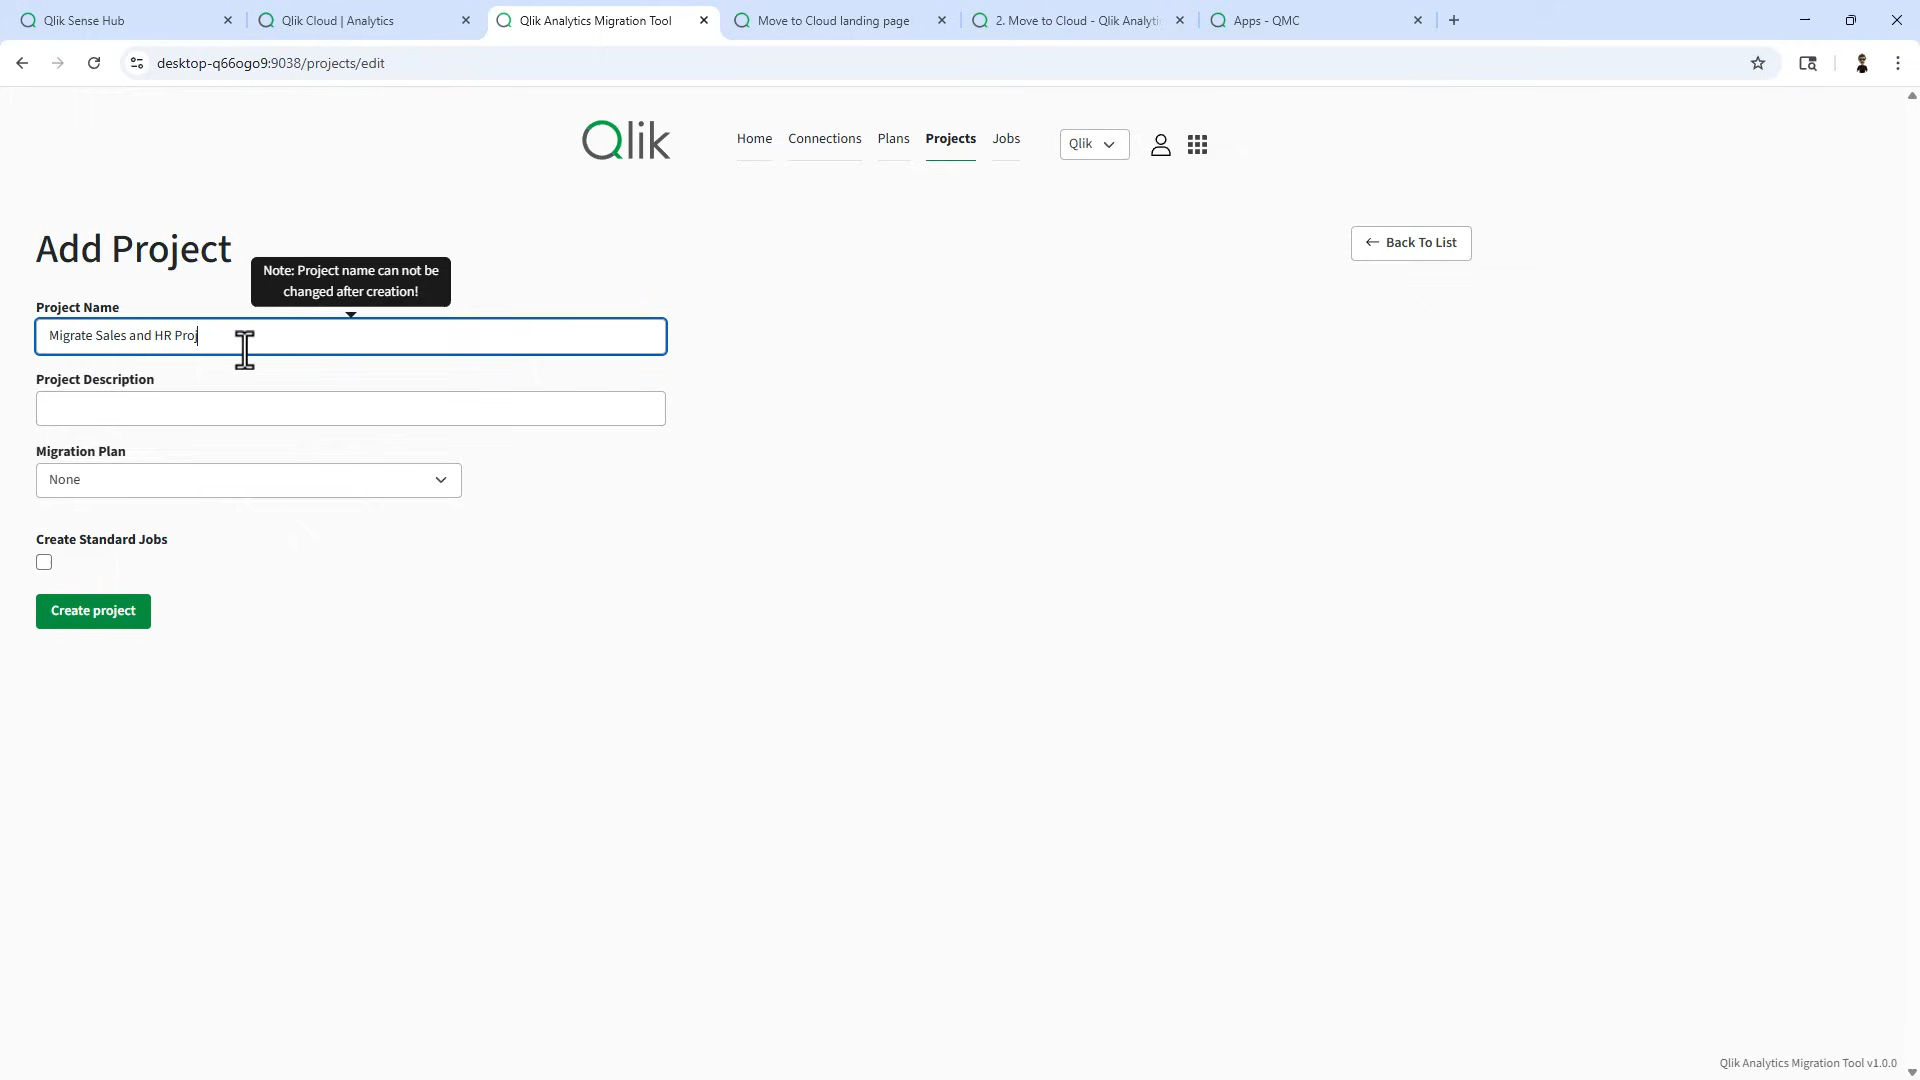 Qlik Sense Hub
Qlik Cloud | Analytics
Qlik Analytics Migration Tool
Move to Cloud landing page
2. Move to Cloud - Qlik Analyti
Apps - QMC
desktop-q66ogo9:9038/projects/edit
Qlik
Home
Connections
Plans
Projects
Jobs
Qlik
Add Project
Back To List
Note: Project name can not be
changed after creation!
Project Name
Migrate Sales and HR Proj
Project Description
Migration Plan
None
Create Standard Jobs
Create project
Qlik Analytics Migration Tool v1.0.0